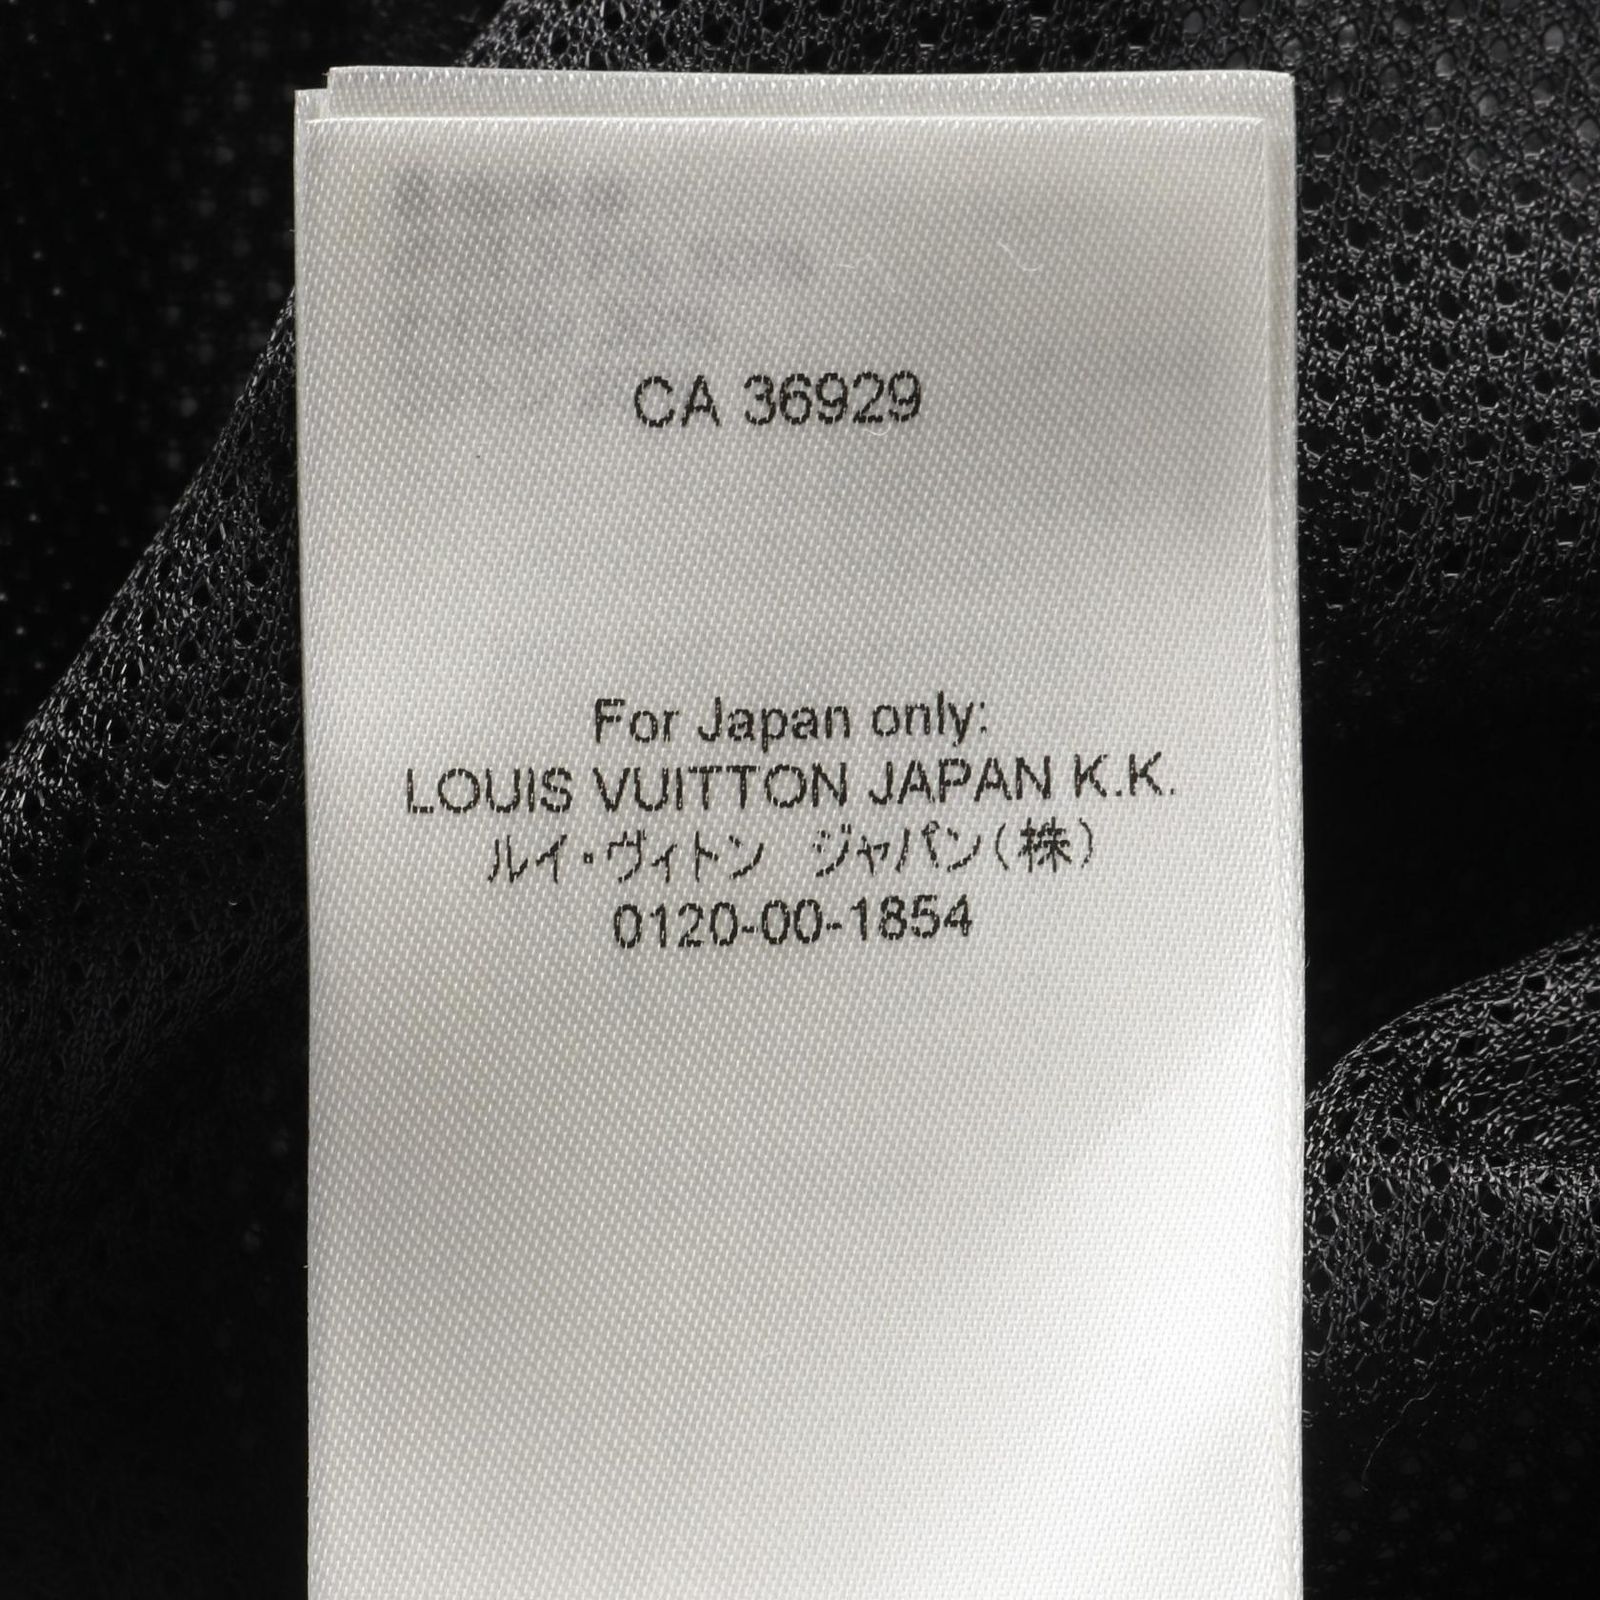 CA 36929
For Japan only:
LOUIS VUITTON JAPAN K.K.
ルイ・ヴィトン　ジャパン(株)
0120-00-1854